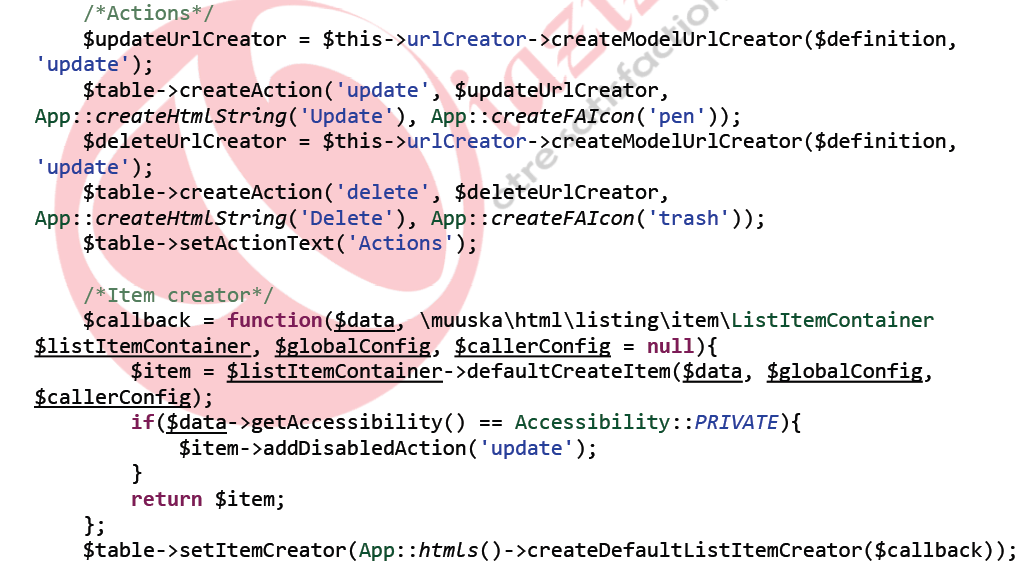 /*Actions*/
$updateUrlCreator = $this->urlCreator->createModelUrlCreator($definition,
'update');
$table->createAction('update', $updateUrlCreator,
App::createHtmlString('Update'), App::createFAIcon('pen'));
$deleteUrlCreator = $this->urlCreator->createModelUrlCreator($definition,
'update');
$table->createAction('delete', $deleteUrlCreator,
App::createHtmlString('Delete'), App::createFAIcon('trash'));
$table->setActionText('Actions');
/*Item creator*/
$callback = function($data, \muuska\html\listing\item\ListItemContainer
$listItemContainer, $globalConfig, $callerConfig = null){
$item = $listItemContainer->defaultCreateItem($data, $globalConfig,
$callerConfig);
if($data->getAccessibility() == Accessibility::PRIVATE){
$item->addDisabledAction('update');
}
return $item;
};
$table->setItemCreator(App::htmls()->createDefaultListItemCreator($callback));